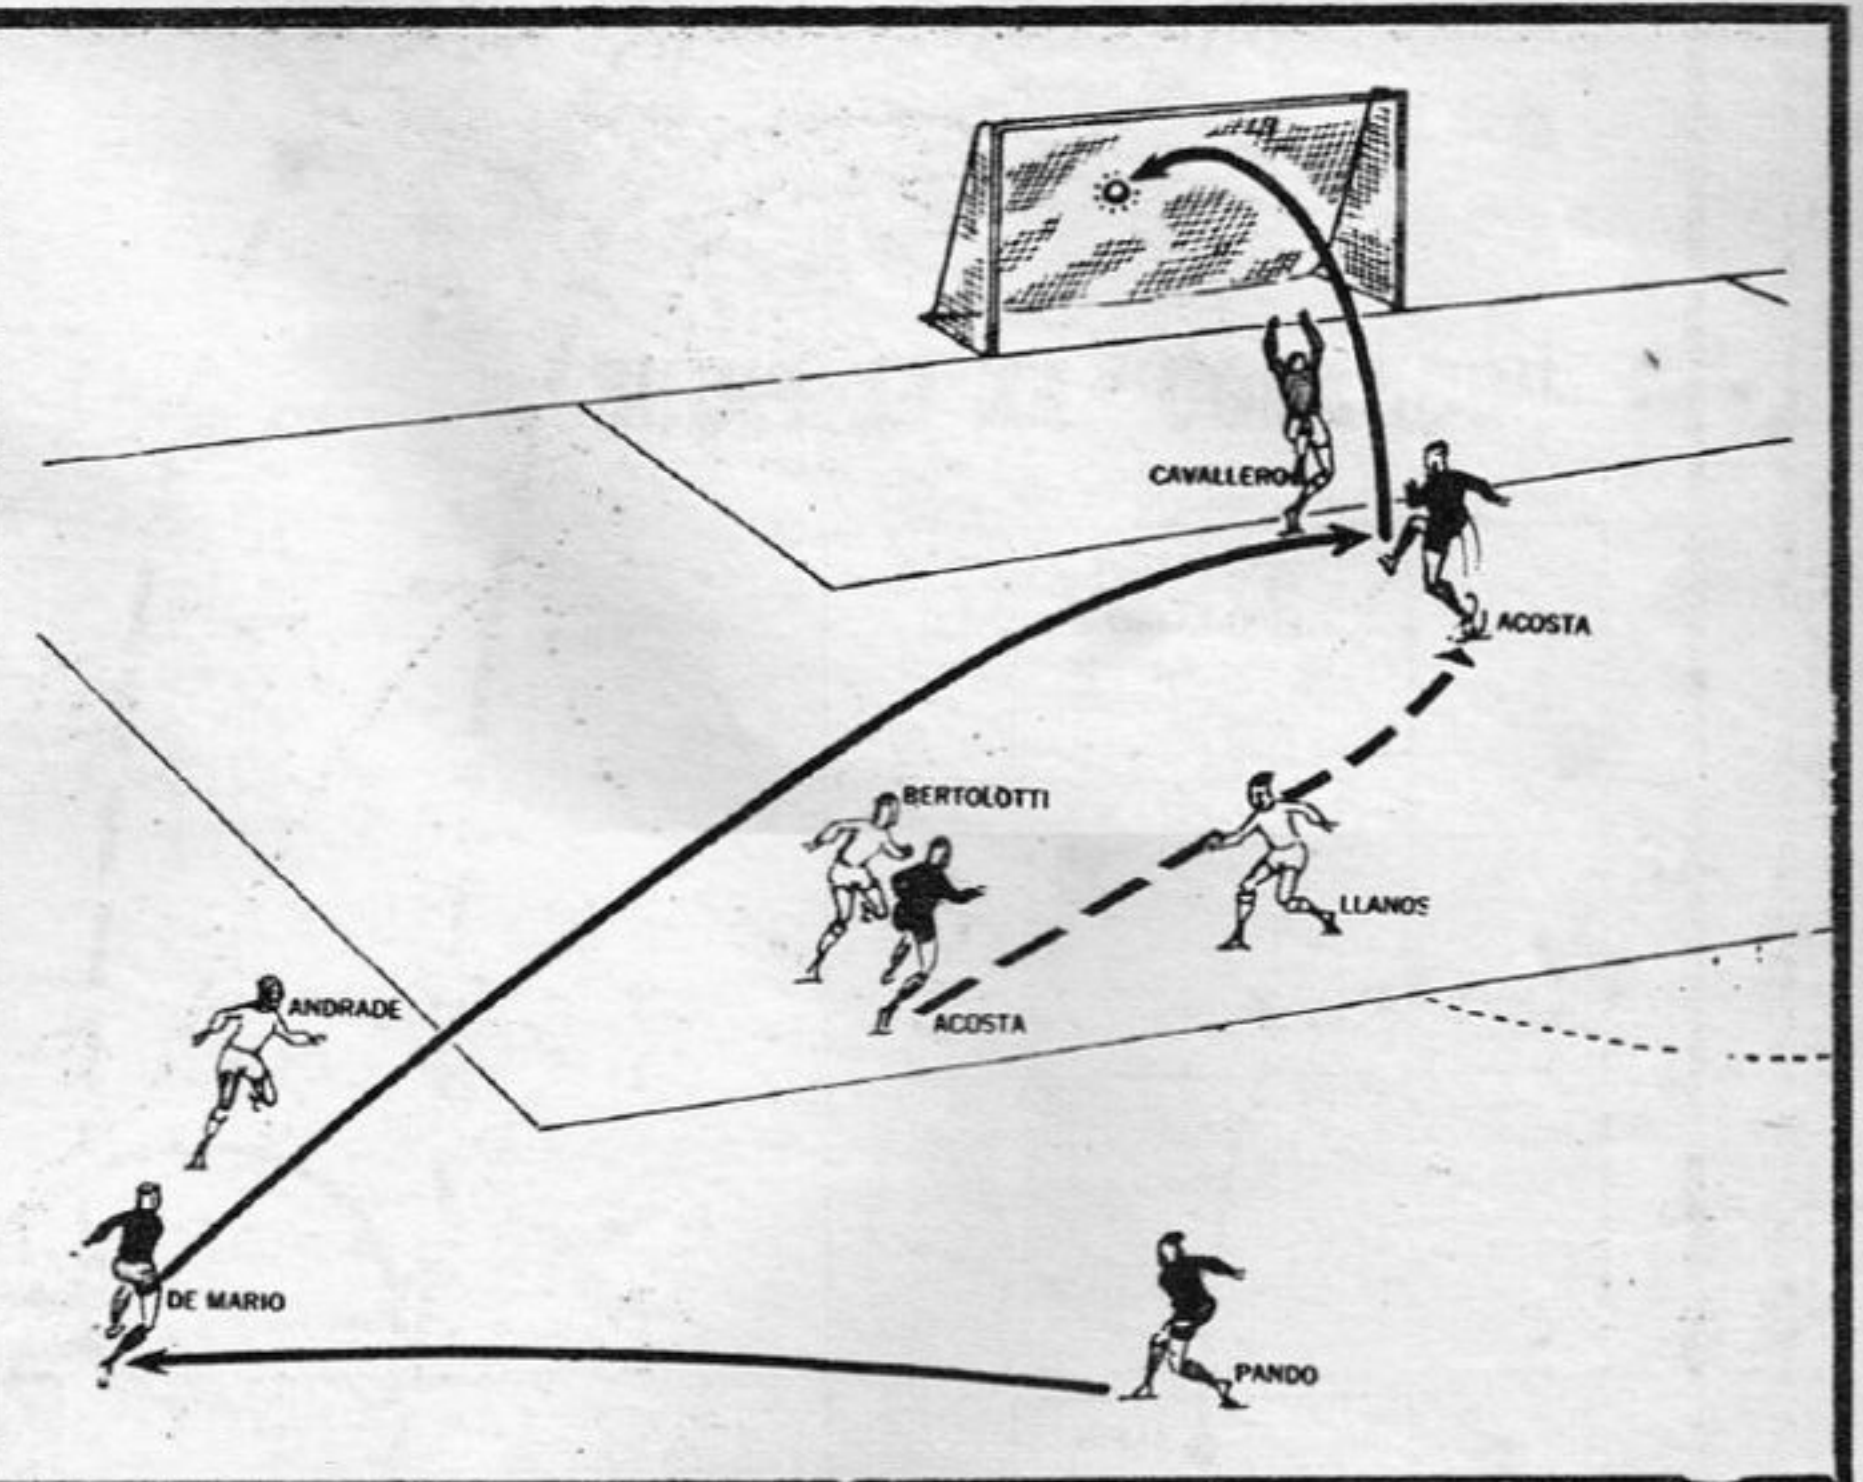 CAVALLERO
ACOSTA
BERTOLOTTI
LLANOS
ANDRADE
ACOSTA
DE MARIO
PANDO